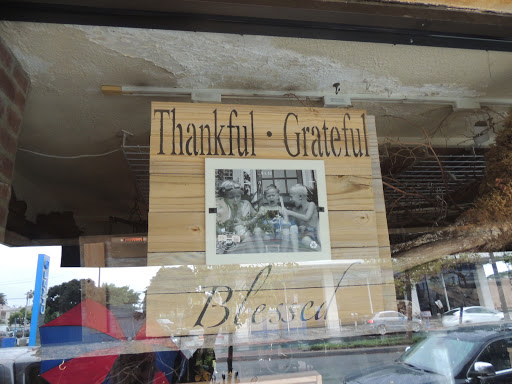 Thankful · Grateful
Blessed